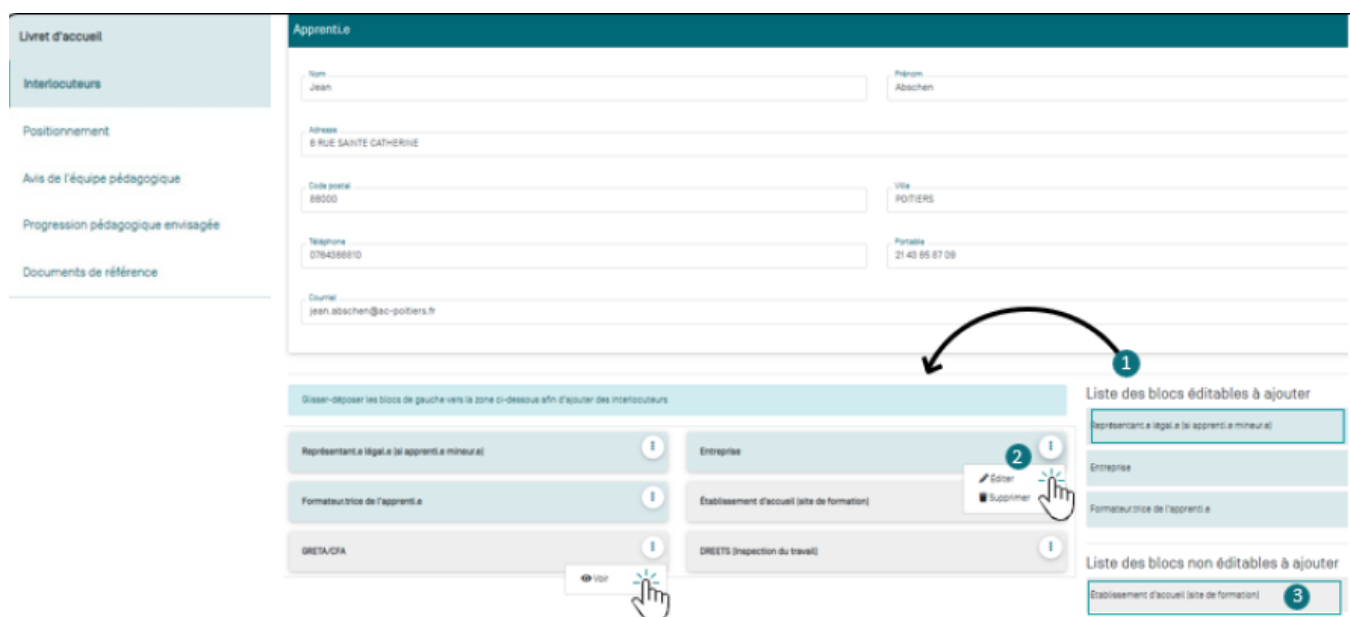 Livret d'accueil
Interlocuteurs
Positionnement
Avis de l'équipe pédagogique
Progression pédagogique envisagée
Documents de référence
Apprenti.e
Nom
Jean
Prénom
Abschen
Adresse
8 RUE SAINTE CATHERINE
Code postal
86000
Ville
POITIERS
Téléphone
0784386810
Portable
21 43 65 87 09
Courriel
jean.abschen@ac-poitiers.fr
1
Glisser-déposer les blocs de gauche vers la zone ci-dessous afin d'ajouter des interlocuteurs
Représentant.e légal.e (si apprenti.e mineur.e)
Entreprise
2
Éditer
Supprimer
Formateur.trice de l'apprenti.e
Établissement d'accueil (site de formation)
GRETA/CFA
Voir
DREETS (Inspection du travail)
Liste des blocs éditables à ajouter
Représentant.e légal.e (si apprenti.e mineur.e)
Entreprise
Formateur.trice de l'apprenti.e
Liste des blocs non éditables à ajouter
Établissement d'accueil (site de formation)
3